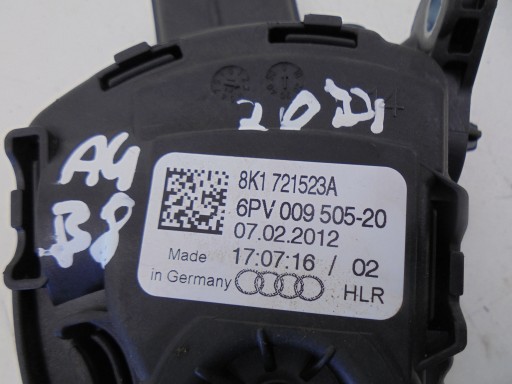 2.0 TDI
A4
B8
8K1 721523A
6PV 009 505-20
07.02.2012
Made 17:07:16 / 02
in Germany HLR